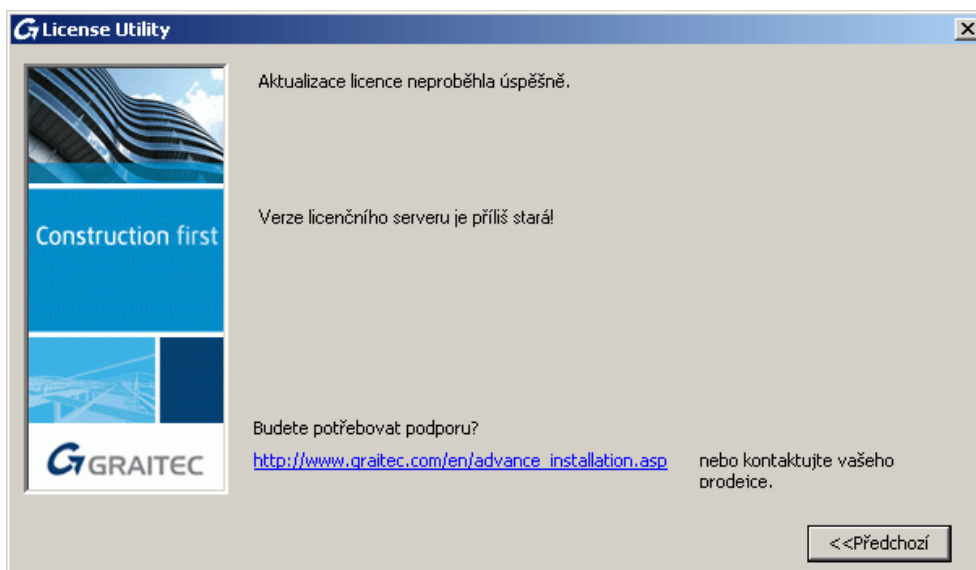 License Utility
Aktualizace licence neproběhla úspěšně.
Verze licenčního serveru je příliš stará!
Construction first
Budete potřebovat podporu?
http://www.graitec.com/en/advance_installation.asp nebo kontaktujte vašeho
prodejce.
GRAITEC
<<Předchozí